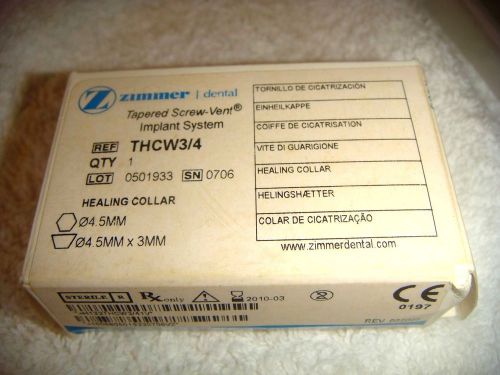 Zimmer | dental
Tapered Screw-Vent®
Implant System
REF THCW3/4
QTY 1
LOT 0501933 SN 0706
HEALING COLLAR
Ø4.5MM
Ø4.5MM x 3MM
TORNILLO DE CICATRIZACIÓN
EINHEILKAPPE
COIFFE DE CICATRISATION
VITE DI GUARIGIONE
HEALING COLLAR
HELINGSHÆTTER
COLAR DE CICATRIZAÇÃO
www.zimmerdental.com
STERILE R Rx only 2010-03 2 CE
0197
REV.